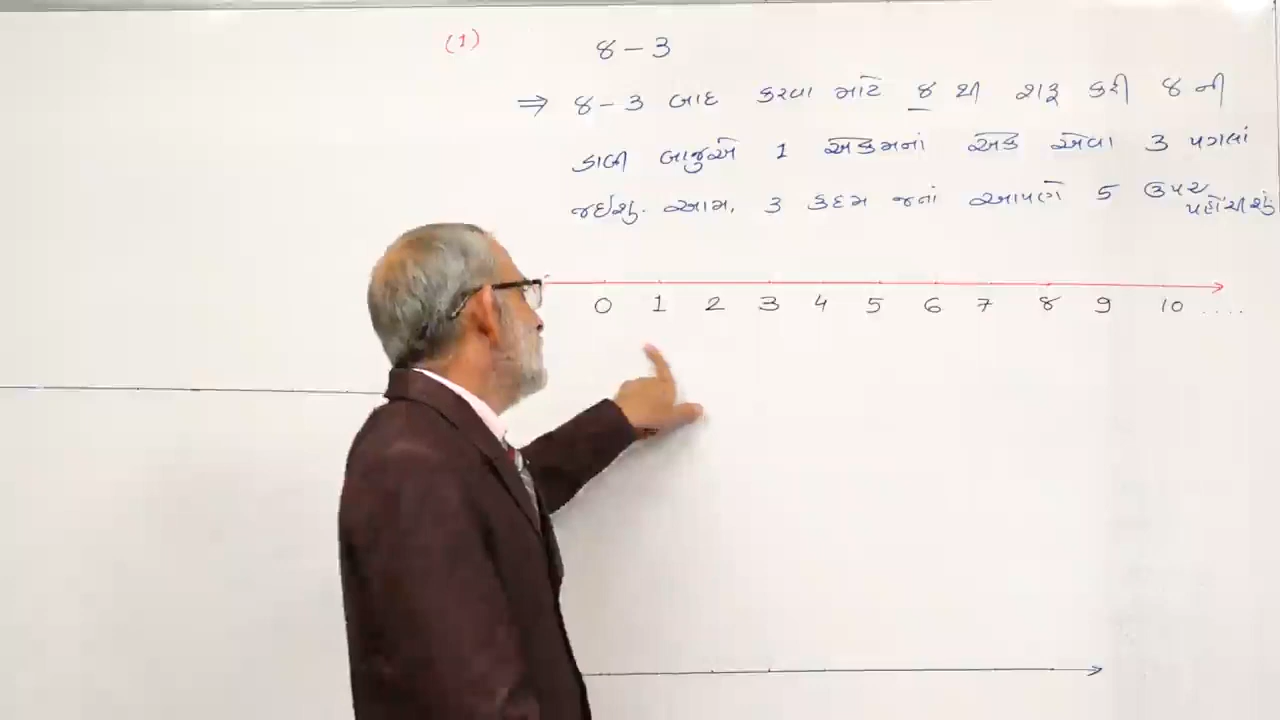 (1) 8 - 3
⇒ 8 - 3 બાદ કરવા માટે 8 થી શરૂ કરી 8 ની
ડાબી બાજુએ 1 એકમનાં એક એવા 3 પગલાં
જઈશુ. આમ, 3 કદમ જતાં આપણે 5 ઉપર
પહોંચીશું
0 1 2 3 4 5 6 7 8 9 10 ....